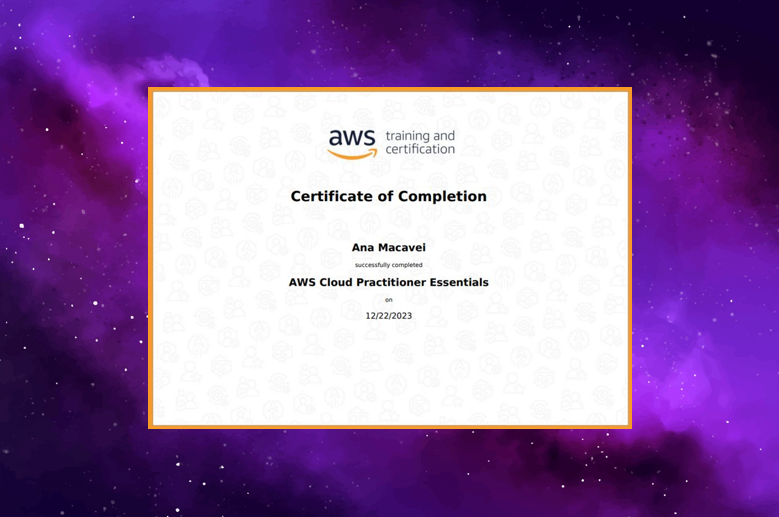 aws training and
certification
Certificate of Completion
Ana Macavei
successfully completed
AWS Cloud Practitioner Essentials
on
12/22/2023